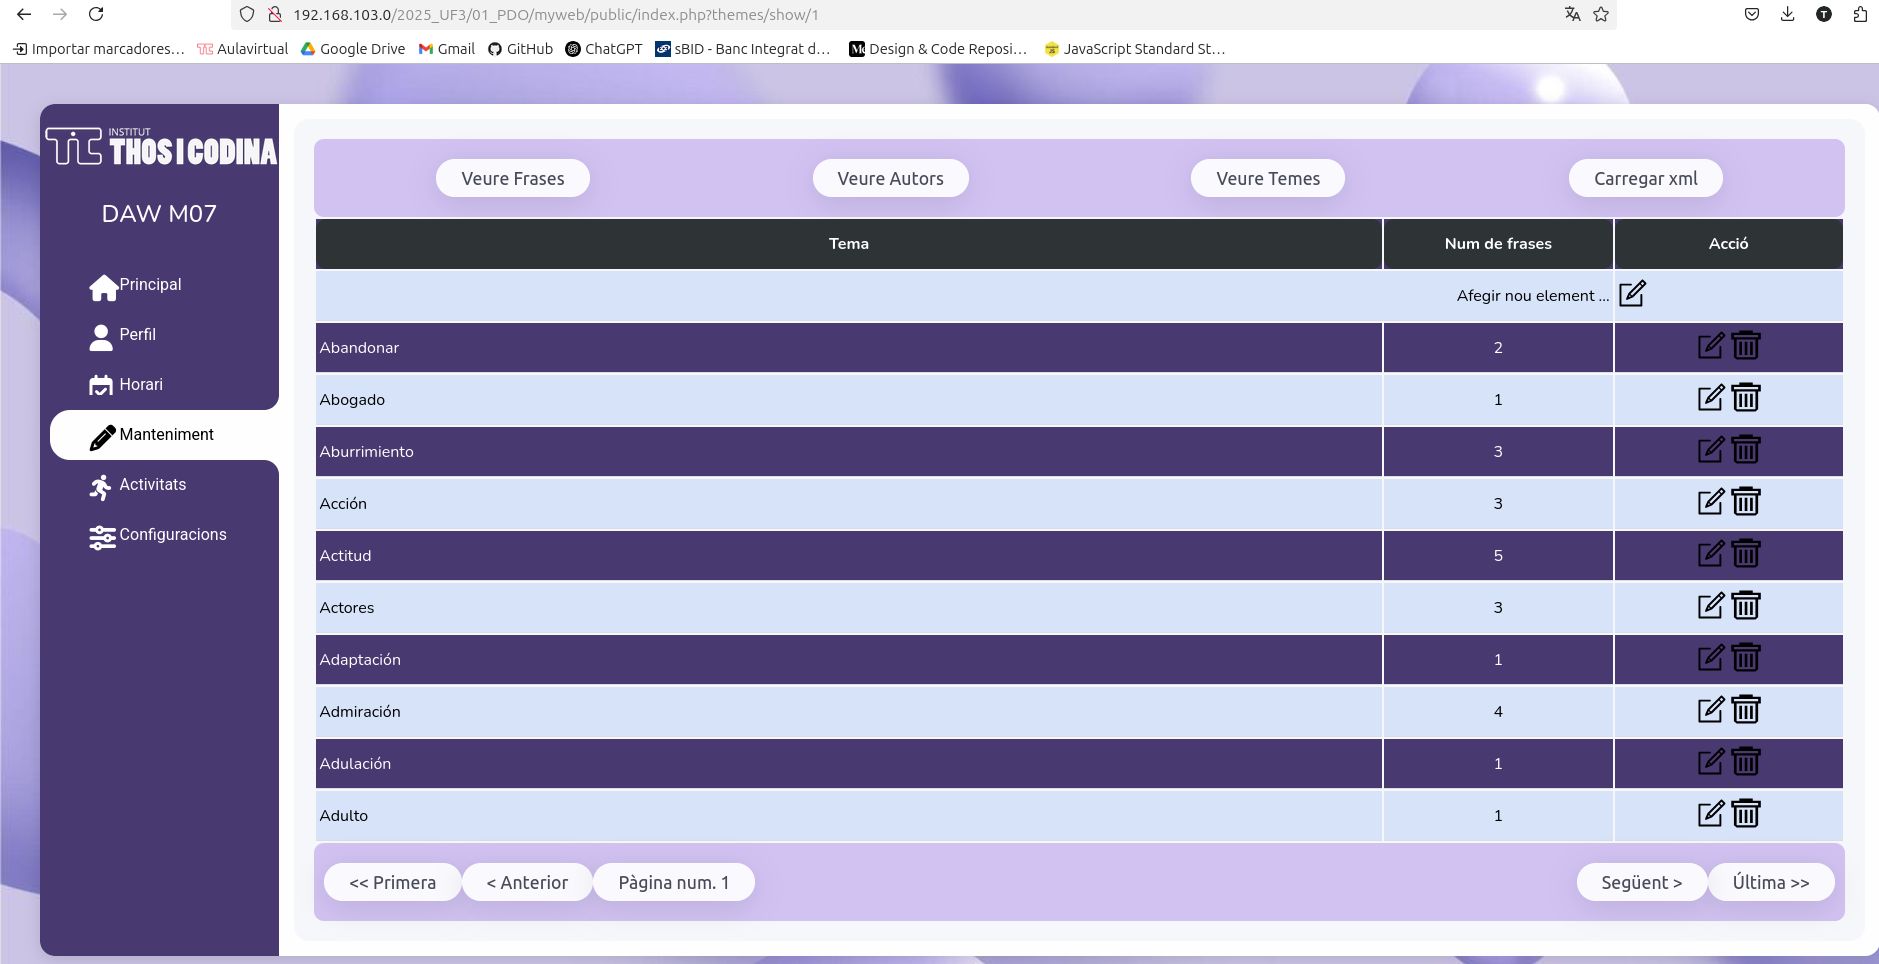 192.168.103.0/2025_UF3/01_PDO/myweb/public/index.php?themes/show/1
Importar marcadores… Aulavirtual Google Drive Gmail GitHub ChatGPT sBID - Banc Integrat d… Design & Code Reposi… JavaScript Standard St…
INSTITUT
THOS I CODINA
DAW M07
Principal
Perfil
Horari
Manteniment
Activitats
Configuracions
Veure Frases Veure Autors Veure Temes Carregar xml
Tema Num de frases Acció
Afegir nou element ...
Abandonar 2
Abogado 1
Aburrimiento 3
Acción 3
Actitud 5
Actores 3
Adaptación 1
Admiración 4
Adulación 1
Adulto 1
<< Primera < Anterior Pàgina num. 1 Següent > Última >>